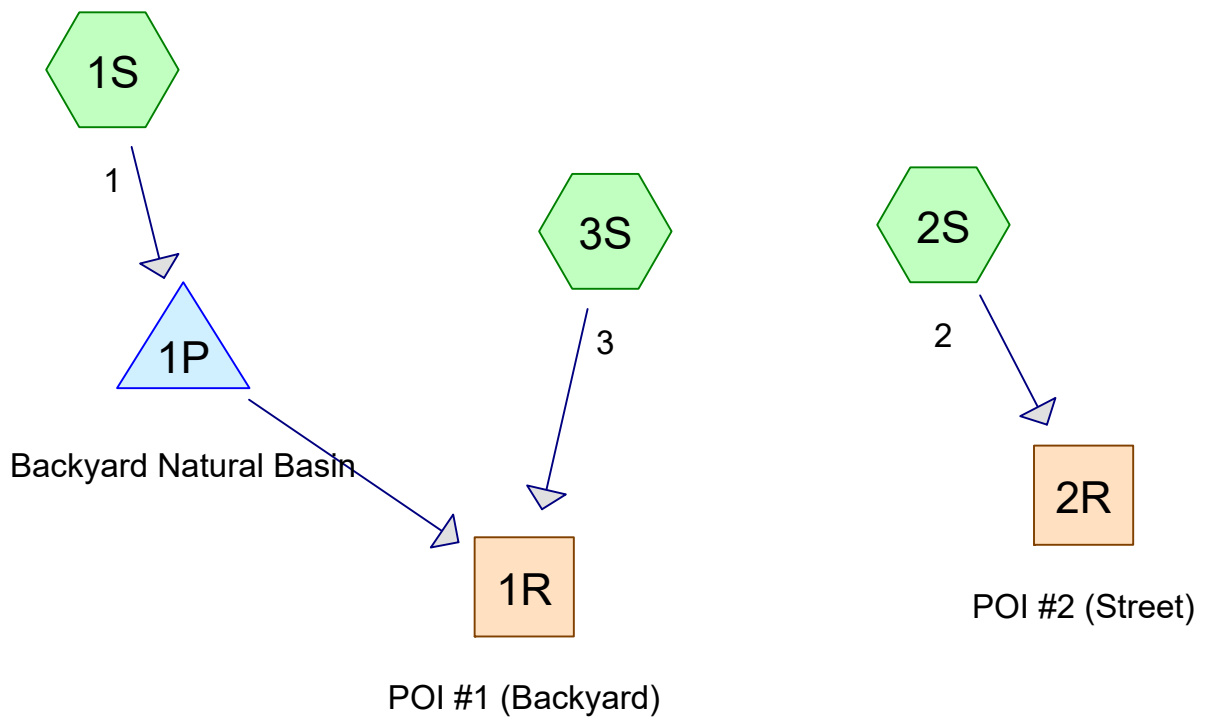 1S
1
3S
2S
3
2
1P
Backyard Natural Basin
2R
1R
POI #2 (Street)
POI #1 (Backyard)